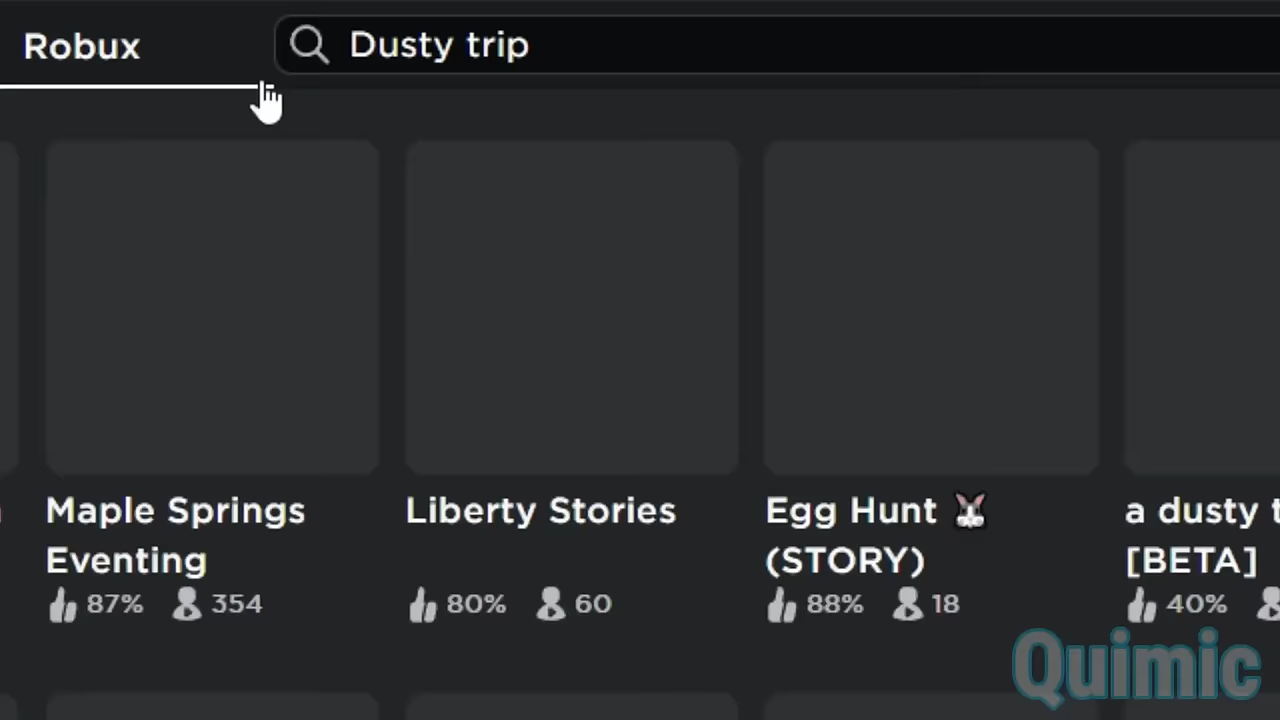 Robux
Dusty trip
Maple Springs
Eventing
87% 354
Liberty Stories
80% 60
Egg Hunt 🐰
(STORY)
88% 18
a dusty
[BETA]
40%
Quimic